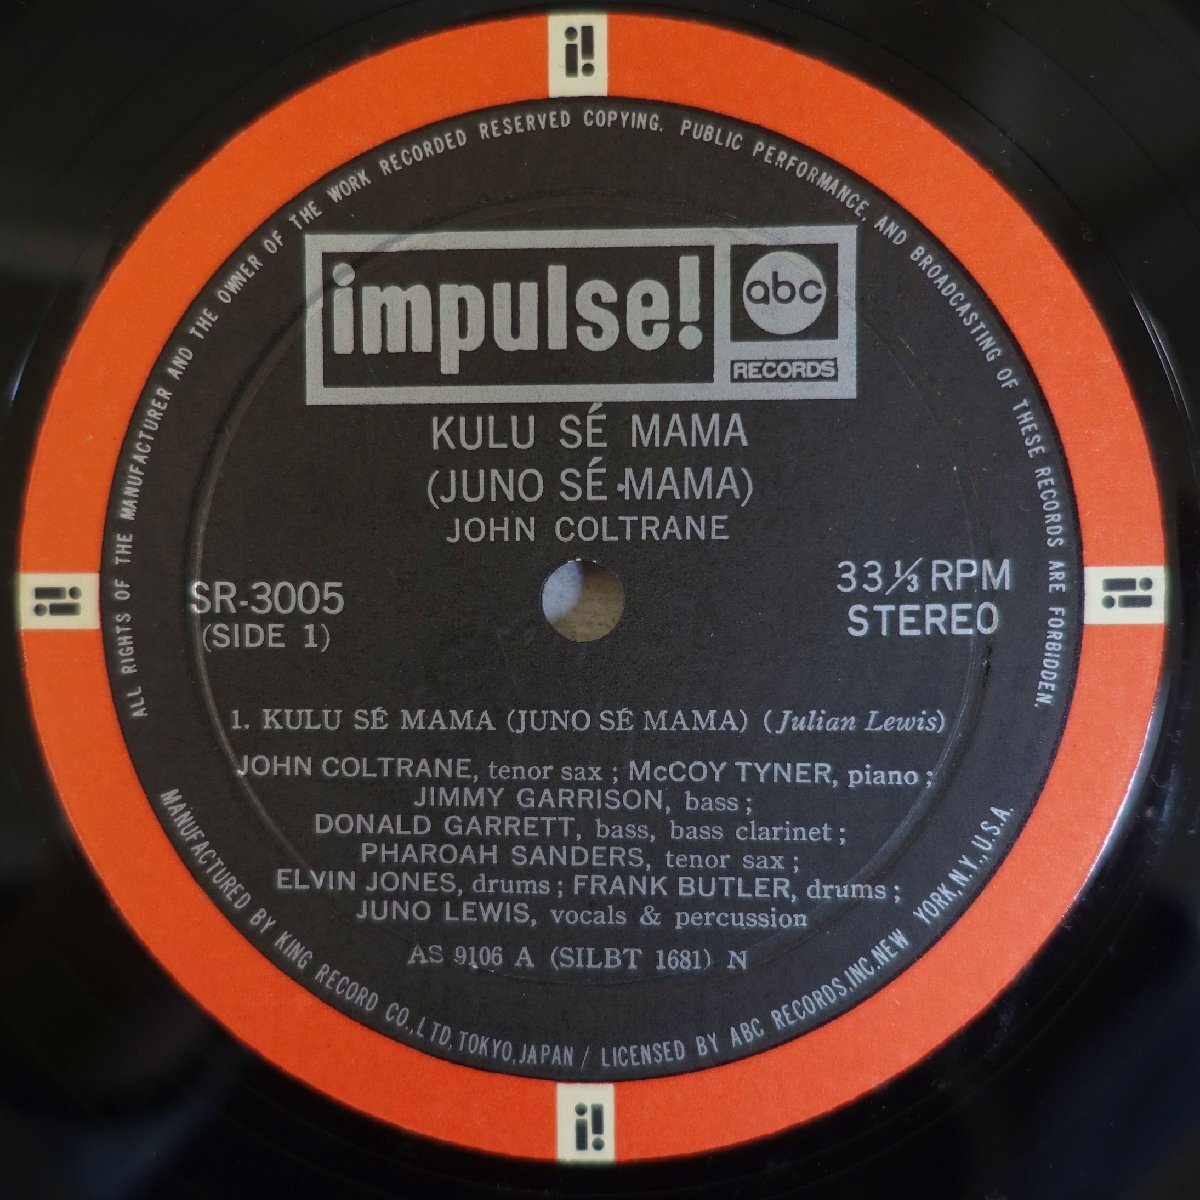 ALL RIGHTS OF THE MANUFACTURER AND THE OWNER OF THE WORK RECORDED RESERVED COPYING. PUBLIC PERFORMANCE, AND BROADCASTING OF THESE RECORDS ARE FORBIDDEN.
i!
impulse!
abc
RECORDS
KULU SÉ MAMA
(JUNO SÉ MAMA)
JOHN COLTRANE
SR-3005
(SIDE 1)
33⅓ RPM
STEREO
i!
i!
1. KULU SÉ MAMA (JUNO SÉ MAMA) (Julian Lewis)
JOHN COLTRANE, tenor sax ; McCOY TYNER, piano ;
JIMMY GARRISON, bass ;
DONALD GARRETT, bass, bass clarinet ;
PHAROAH SANDERS, tenor sax ;
ELVIN JONES, drums ; FRANK BUTLER, drums ;
JUNO LEWIS, vocals & percussion
AS 9106 A (SILBT 1681) N
MANUFACTURED BY KING RECORD CO., LTD, TOKYO, JAPAN / LICENSED BY ABC RECORDS, INC. NEW YORK, N.Y., U.S.A.
i!